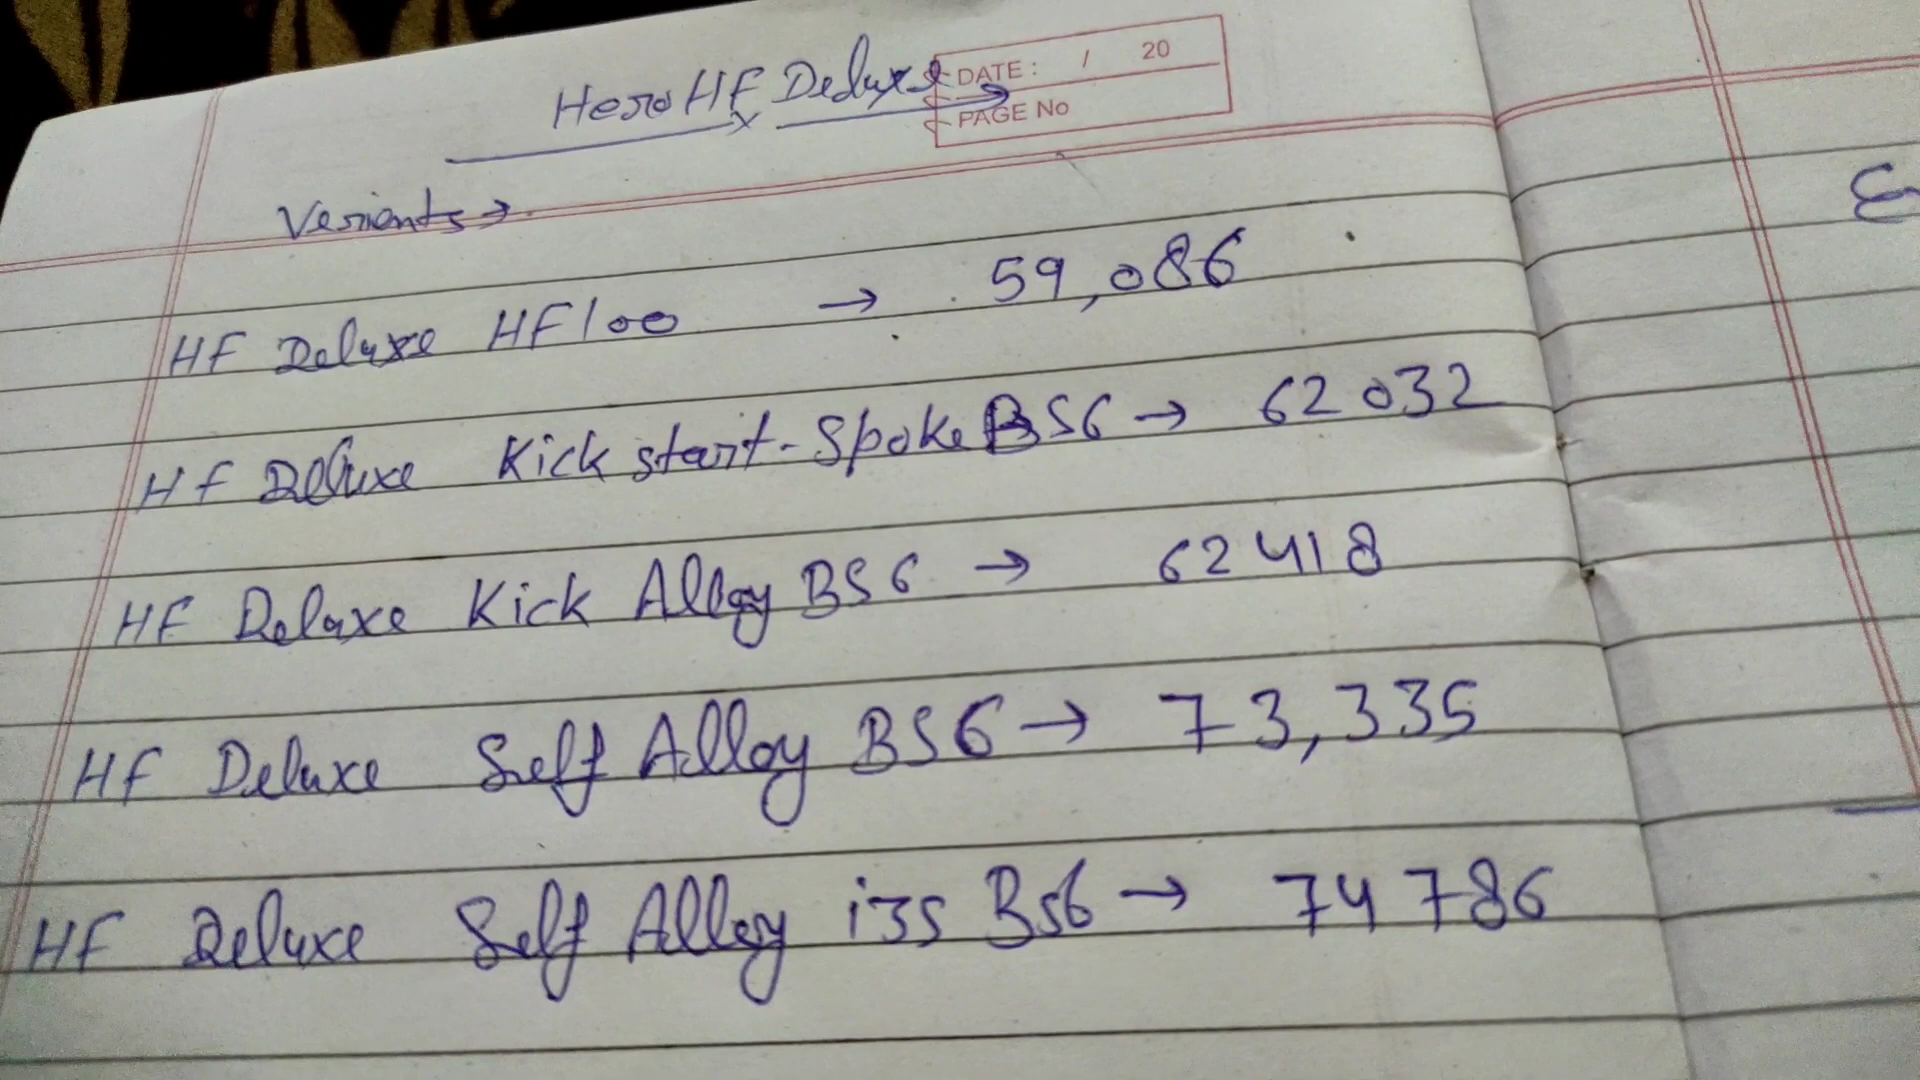 Hero HF Deluxe
DATE : / 20
PAGE No
Verients →
HF Deluxe HF100 → 59,086
HF Deluxe Kick start - Spoke BS6 → 62032
HF Deluxe Kick Alloy BS6 → 62418
HF Deluxe Self Alloy BS6 → 73,335
HF Deluxe Self Alloy i3S BS6 → 74786